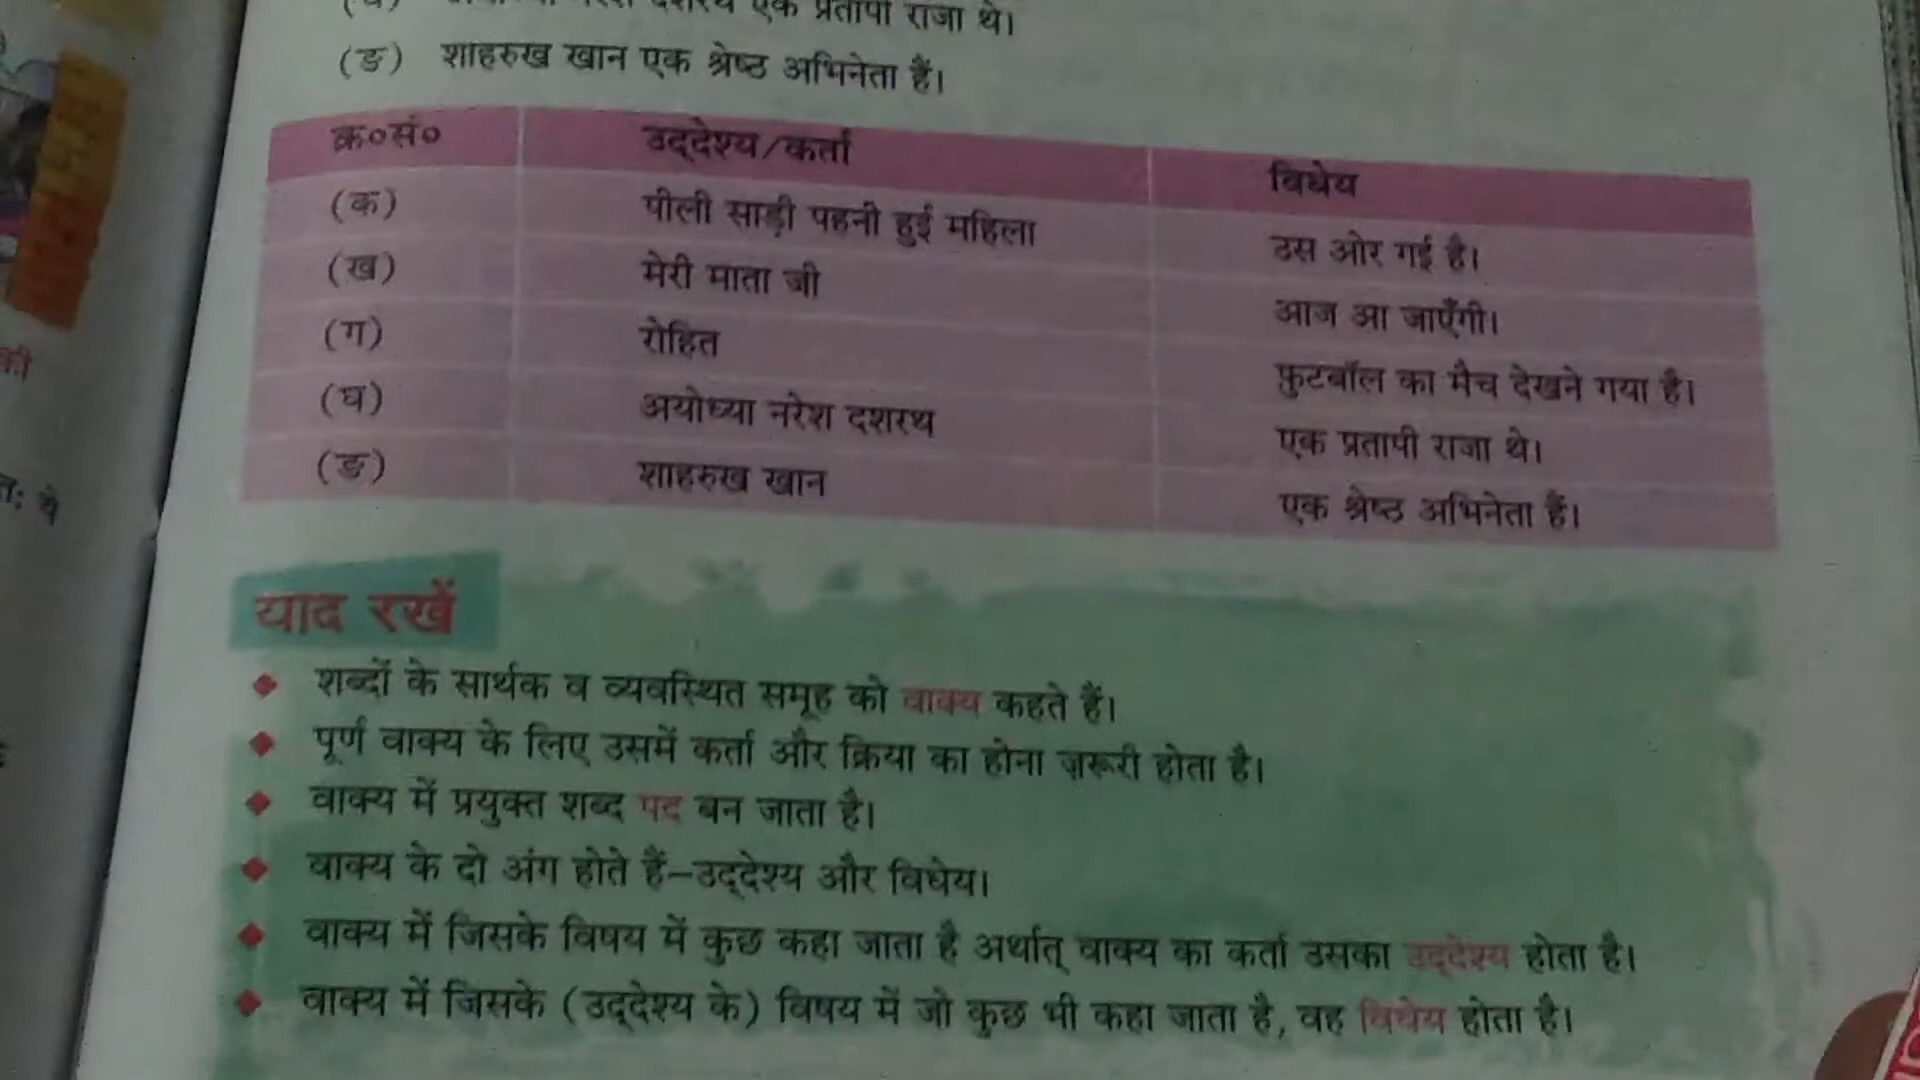 एक प्रतापी राजा थे।
(ङ) शाहरुख खान एक श्रेष्ठ अभिनेता हैं।
क्र०सं० उद्देश्य/कर्ता विधेय
(क) पीली साड़ी पहनी हुई महिला उस ओर गई है।
(ख) मेरी माता जी आज आ जाएँगी।
(ग) रोहित फ़ुटबॉल का मैच देखने गया है।
(घ) अयोध्या नरेश दशरथ एक प्रतापी राजा थे।
(ङ) शाहरुख खान एक श्रेष्ठ अभिनेता हैं।
याद रखें
शब्दों के सार्थक व व्यवस्थित समूह को वाक्य कहते हैं।
पूर्ण वाक्य के लिए उसमें कर्ता और क्रिया का होना ज़रूरी होता है।
वाक्य में प्रयुक्त शब्द पद बन जाता है।
वाक्य के दो अंग होते हैं–उद्देश्य और विधेय।
वाक्य में जिसके विषय में कुछ कहा जाता है अर्थात् वाक्य का कर्ता उसका उद्देश्य होता है।
वाक्य में जिसके (उद्देश्य के) विषय में जो कुछ भी कहा जाता है, वह विधेय होता है।
की